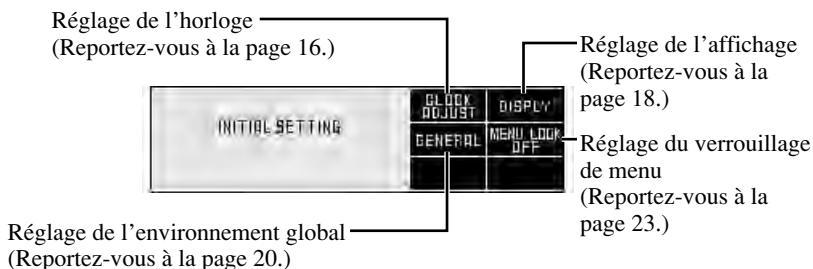 Réglage de l’horloge
(Reportez-vous à la page 16.)
Réglage de l’affichage
(Reportez-vous à la
page 18.)
INITIAL SETTING
CLOCK
ADJUST
DISPLY
GENERAL
MENU LOCK
OFF
Réglage du verrouillage
de menu
(Reportez-vous à la
page 23.)
Réglage de l’environnement global
(Reportez-vous à la page 20.)